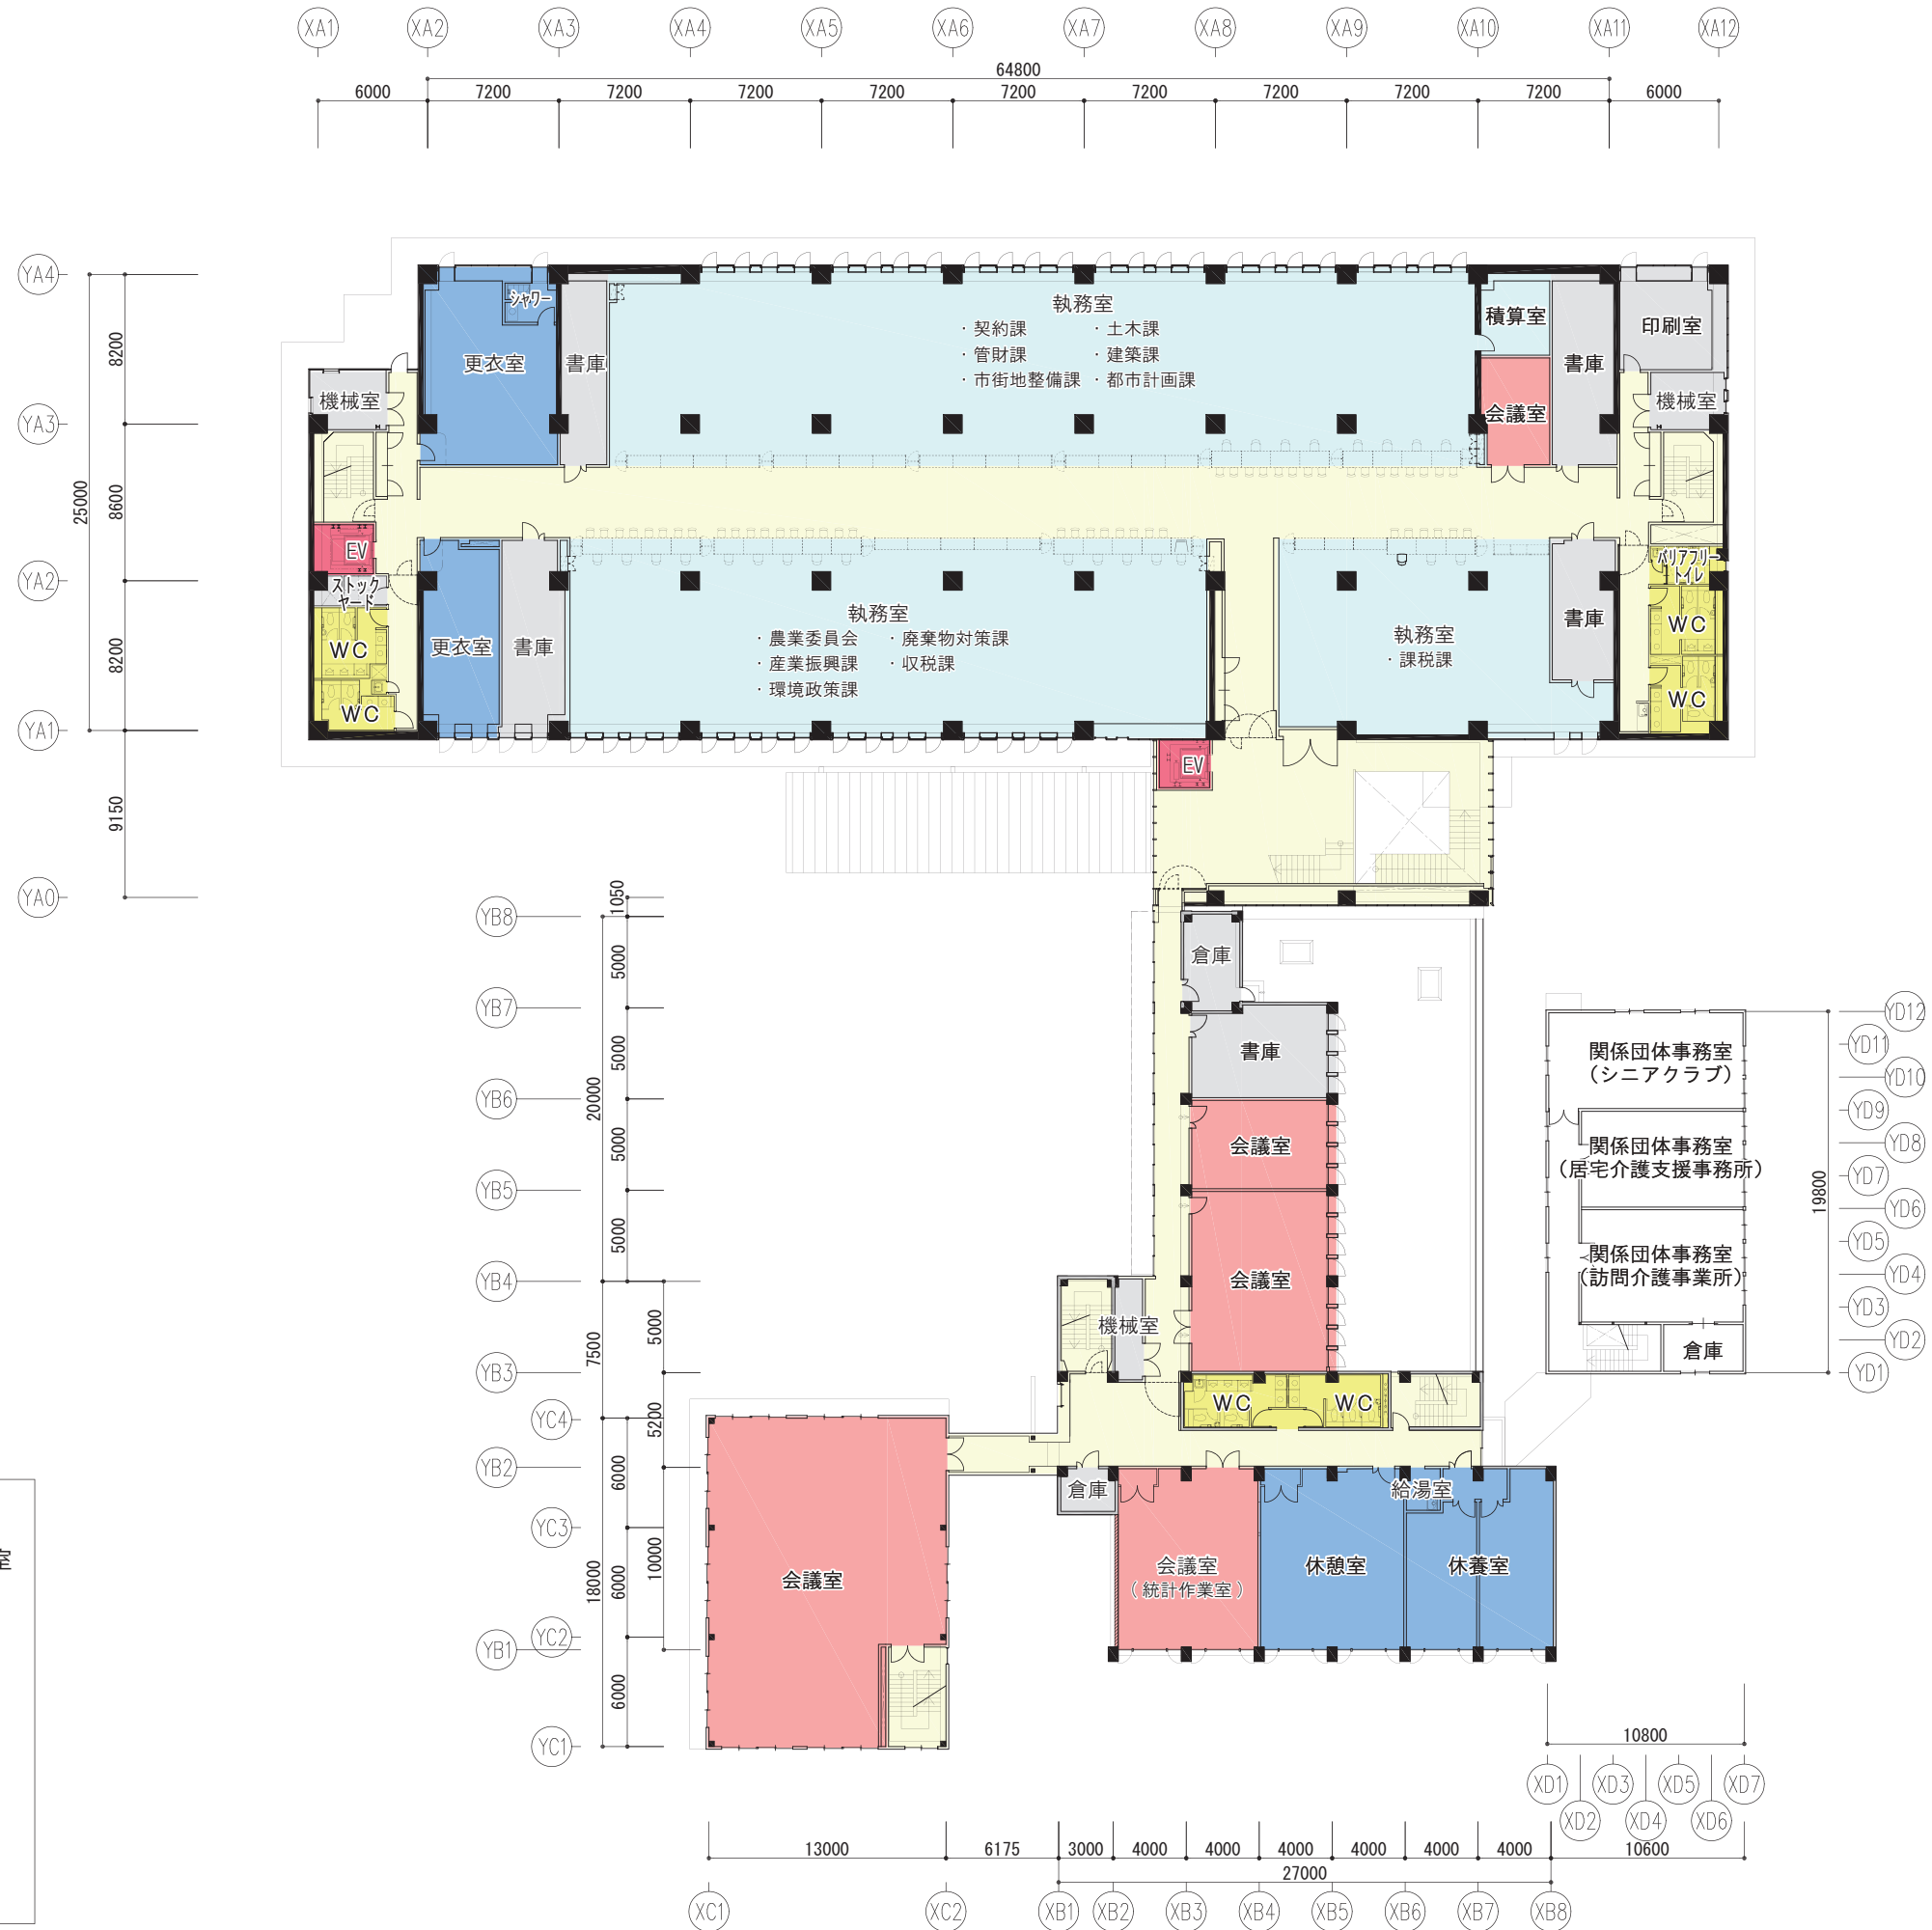 XA1 XA2 XA3 XA4 XA5 XA6 XA7 XA8 XA9 XA10 XA11 XA12
64800
6000 7200 7200 7200 7200 7200 7200 7200 7200 7200 6000
YA4
YA3
YA2
YA1
YA0
25000
8200
8600
8200
9150
シャワー
更衣室
書庫
機械室
執務室
・契約課 ・土木課
・管財課 ・建築課
・市街地整備課 ・都市計画課
積算室
会議室
書庫
印刷室
機械室
EV
ストック
ヤード
WC
WC
更衣室
書庫
執務室
・農業委員会 ・廃棄物対策課
・産業振興課 ・収税課
・環境政策課
執務室
・課税課
書庫
バリアフリー
トイレ
WC
WC
EV
YB8
YB7
YB6
YB5
YB4
YB3
YC4
YB2
YC3
YC2
YB1
YC1
1050
5000
5000
20000
5000
5000
7500
5000
5200
6000
18000
6000
10000
6000
倉庫
書庫
会議室
会議室
機械室
WC WC
倉庫
給湯室
会議室
会議室
（統計作業室）
休憩室
休養室
関係団体事務室
（シニアクラブ）
関係団体事務室
（居宅介護支援事務所）
関係団体事務室
（訪問介護事業所）
倉庫
19800
YD12
YD11
YD10
YD9
YD8
YD7
YD6
YD5
YD4
YD3
YD2
YD1
10800
XD1 XD3 XD5 XD7
XD2 XD4 XD6
13000 6175 3000 4000 4000 4000 4000 4000 4000 10600
27000
XC1 XC2 XB1 XB2 XB3 XB4 XB5 XB6 XB7 XB8